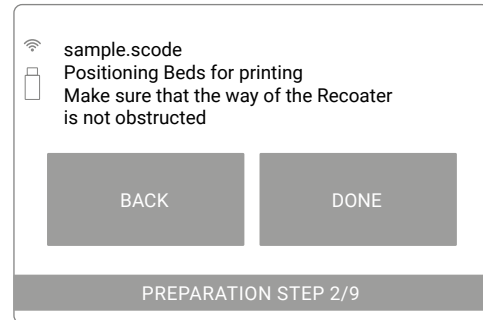 sample.scode
Positioning Beds for printing
Make sure that the way of the Recoater
is not obstructed
BACK
DONE
PREPARATION STEP 2/9